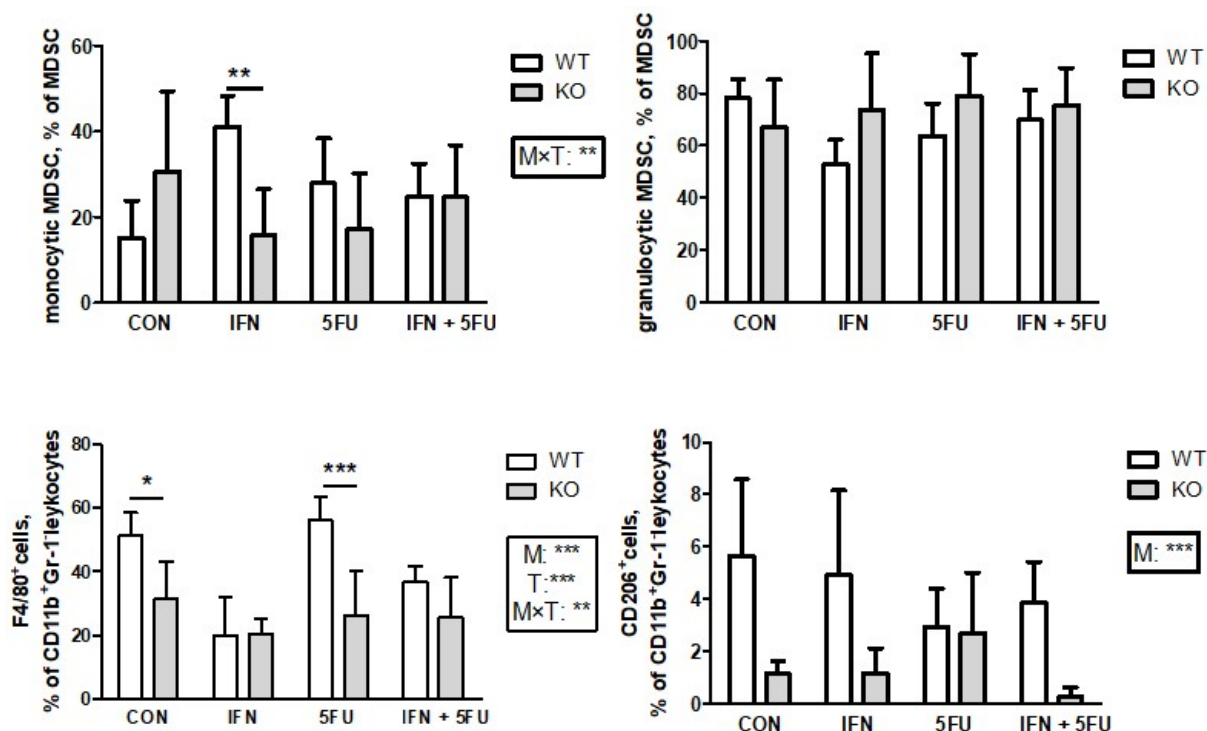 monocytic MDSC, % of MDSC
60
40
20
0
**
WT
KO
M×T: **
CON IFN 5FU IFN + 5FU
granulocytic MDSC, % of MDSC
100
80
60
40
20
0
WT
KO
CON IFN 5FU IFN + 5FU
F4/80⁺cells,
% of CD11b⁺Gr-1⁻leykocytes
80
60
40
20
0
*
***
WT
KO
M: ***
T:***
M×T: **
CON IFN 5FU IFN + 5FU
CD206⁺cells,
% of CD11b⁺Gr-1⁻leykocytes
10
8
6
4
2
0
WT
KO
M: ***
CON IFN 5FU IFN + 5FU